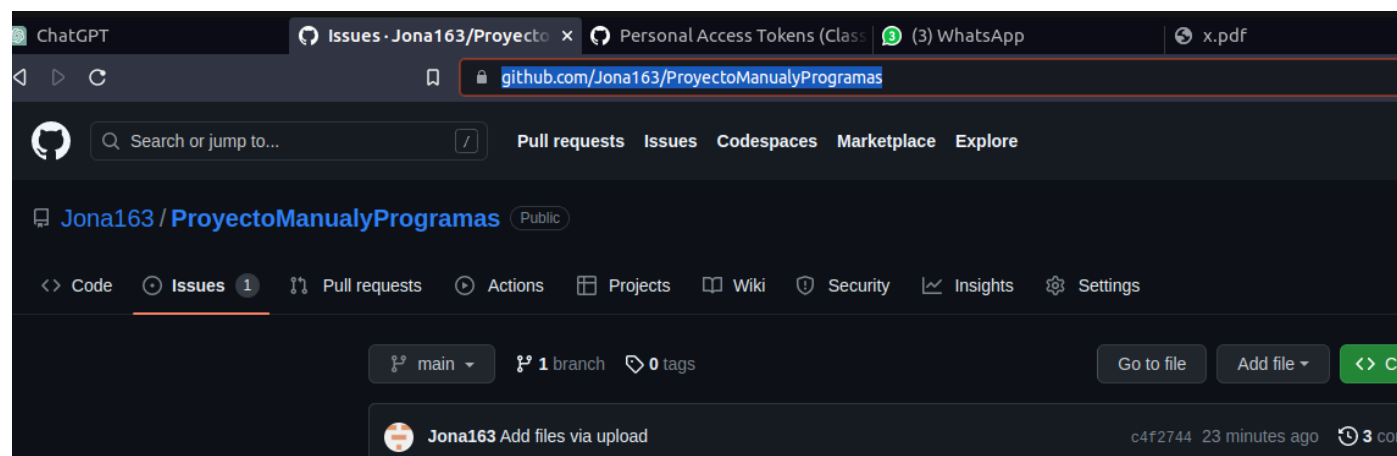 ChatGPT Issues · Jona163/Proyecto Personal Access Tokens (Class (3) WhatsApp x.pdf
github.com/Jona163/ProyectoManualyProgramas
Search or jump to... / Pull requests Issues Codespaces Marketplace Explore
Jona163 / ProyectoManualyProgramas Public
Code Issues 1 Pull requests Actions Projects Wiki Security Insights Settings
main 1 branch 0 tags Go to file Add file C
Jona163 Add files via upload c4f2744 23 minutes ago 3 co